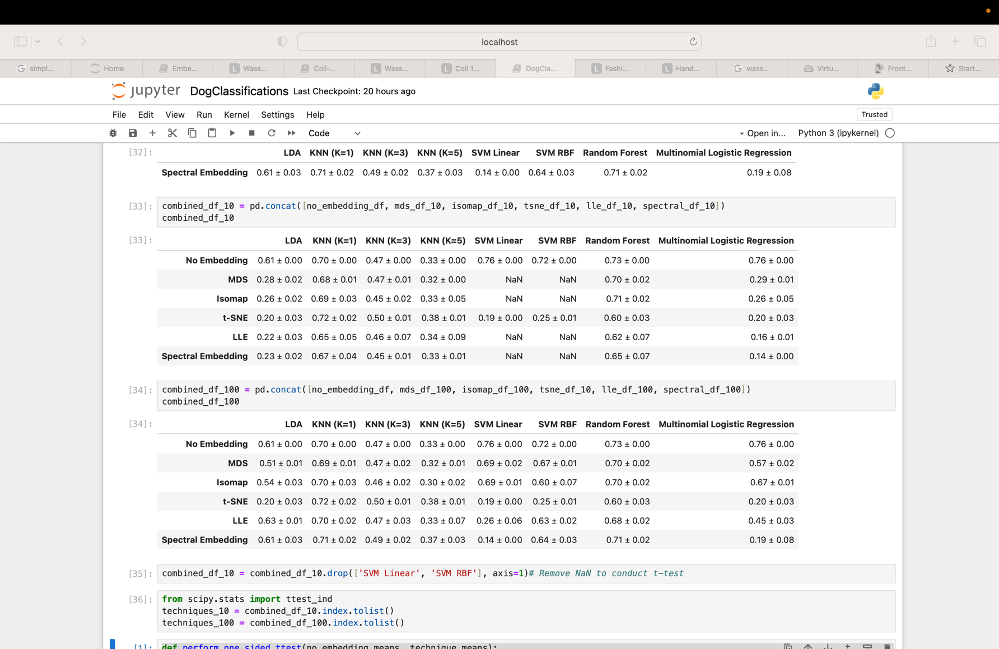 localhost
simpl...
Home
Embe...
Wass...
Coil-...
Wass...
Coil 1...
DogCla...
Fashi...
Hand...
wass...
Virtu...
Front...
Start...
jupyter DogClassifications Last Checkpoint: 20 hours ago
File Edit View Run Kernel Settings Help Trusted
Code Open in... Python 3 (ipykernel)
[32]: LDA KNN (K=1) KNN (K=3) KNN (K=5) SVM Linear SVM RBF Random Forest Multinomial Logistic Regression
Spectral Embedding 0.61 ± 0.03 0.71 ± 0.02 0.49 ± 0.02 0.37 ± 0.03 0.14 ± 0.00 0.64 ± 0.03 0.71 ± 0.02 0.19 ± 0.08
[33]: combined_df_10 = pd.concat([no_embedding_df, mds_df_10, isomap_df_10, tsne_df_10, lle_df_10, spectral_df_10])
combined_df_10
[33]: LDA KNN (K=1) KNN (K=3) KNN (K=5) SVM Linear SVM RBF Random Forest Multinomial Logistic Regression
No Embedding 0.61 ± 0.00 0.70 ± 0.00 0.47 ± 0.00 0.33 ± 0.00 0.76 ± 0.00 0.72 ± 0.00 0.73 ± 0.00 0.76 ± 0.00
MDS 0.28 ± 0.02 0.68 ± 0.01 0.47 ± 0.01 0.32 ± 0.00 NaN NaN 0.70 ± 0.02 0.29 ± 0.01
Isomap 0.26 ± 0.02 0.69 ± 0.03 0.45 ± 0.02 0.33 ± 0.05 NaN NaN 0.71 ± 0.02 0.26 ± 0.05
t-SNE 0.20 ± 0.03 0.72 ± 0.02 0.50 ± 0.01 0.38 ± 0.01 0.19 ± 0.00 0.25 ± 0.01 0.60 ± 0.03 0.20 ± 0.03
LLE 0.22 ± 0.03 0.65 ± 0.05 0.46 ± 0.07 0.34 ± 0.09 NaN NaN 0.62 ± 0.07 0.16 ± 0.01
Spectral Embedding 0.23 ± 0.02 0.67 ± 0.04 0.45 ± 0.01 0.33 ± 0.01 NaN NaN 0.65 ± 0.07 0.14 ± 0.00
[34]: combined_df_100 = pd.concat([no_embedding_df, mds_df_100, isomap_df_100, tsne_df_10, lle_df_100, spectral_df_100])
combined_df_100
[34]: LDA KNN (K=1) KNN (K=3) KNN (K=5) SVM Linear SVM RBF Random Forest Multinomial Logistic Regression
No Embedding 0.61 ± 0.00 0.70 ± 0.00 0.47 ± 0.00 0.33 ± 0.00 0.76 ± 0.00 0.72 ± 0.00 0.73 ± 0.00 0.76 ± 0.00
MDS 0.51 ± 0.01 0.69 ± 0.01 0.47 ± 0.02 0.32 ± 0.01 0.69 ± 0.02 0.67 ± 0.01 0.70 ± 0.02 0.57 ± 0.02
Isomap 0.54 ± 0.03 0.70 ± 0.03 0.46 ± 0.02 0.30 ± 0.02 0.69 ± 0.01 0.60 ± 0.07 0.70 ± 0.02 0.67 ± 0.01
t-SNE 0.20 ± 0.03 0.72 ± 0.02 0.50 ± 0.01 0.38 ± 0.01 0.19 ± 0.00 0.25 ± 0.01 0.60 ± 0.03 0.20 ± 0.03
LLE 0.63 ± 0.01 0.70 ± 0.02 0.47 ± 0.03 0.33 ± 0.07 0.26 ± 0.06 0.63 ± 0.02 0.68 ± 0.02 0.45 ± 0.03
Spectral Embedding 0.61 ± 0.03 0.71 ± 0.02 0.49 ± 0.02 0.37 ± 0.03 0.14 ± 0.00 0.64 ± 0.03 0.71 ± 0.02 0.19 ± 0.08
[35]: combined_df_10 = combined_df_10.drop(['SVM Linear', 'SVM RBF'], axis=1)# Remove NaN to conduct t-test
[36]: from scipy.stats import ttest_ind
techniques_10 = combined_df_10.index.tolist()
techniques_100 = combined_df_100.index.tolist()
[1]: def perform_one_sided_ttest(no_embedding_means, technique_means):